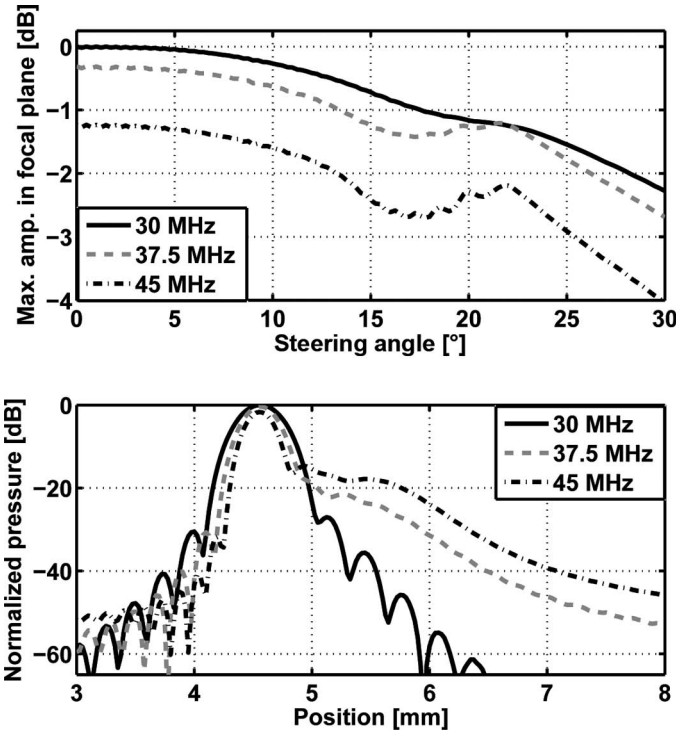 Max. amp. in focal plane [dB]
0
−1
−2
−3
−4
30 MHz
37.5 MHz
45 MHz
0 5 10 15 20 25 30
Steering angle [°]
Normalized pressure [dB]
0
−20
−40
−60
30 MHz
37.5 MHz
45 MHz
3 4 5 6 7 8
Position [mm]